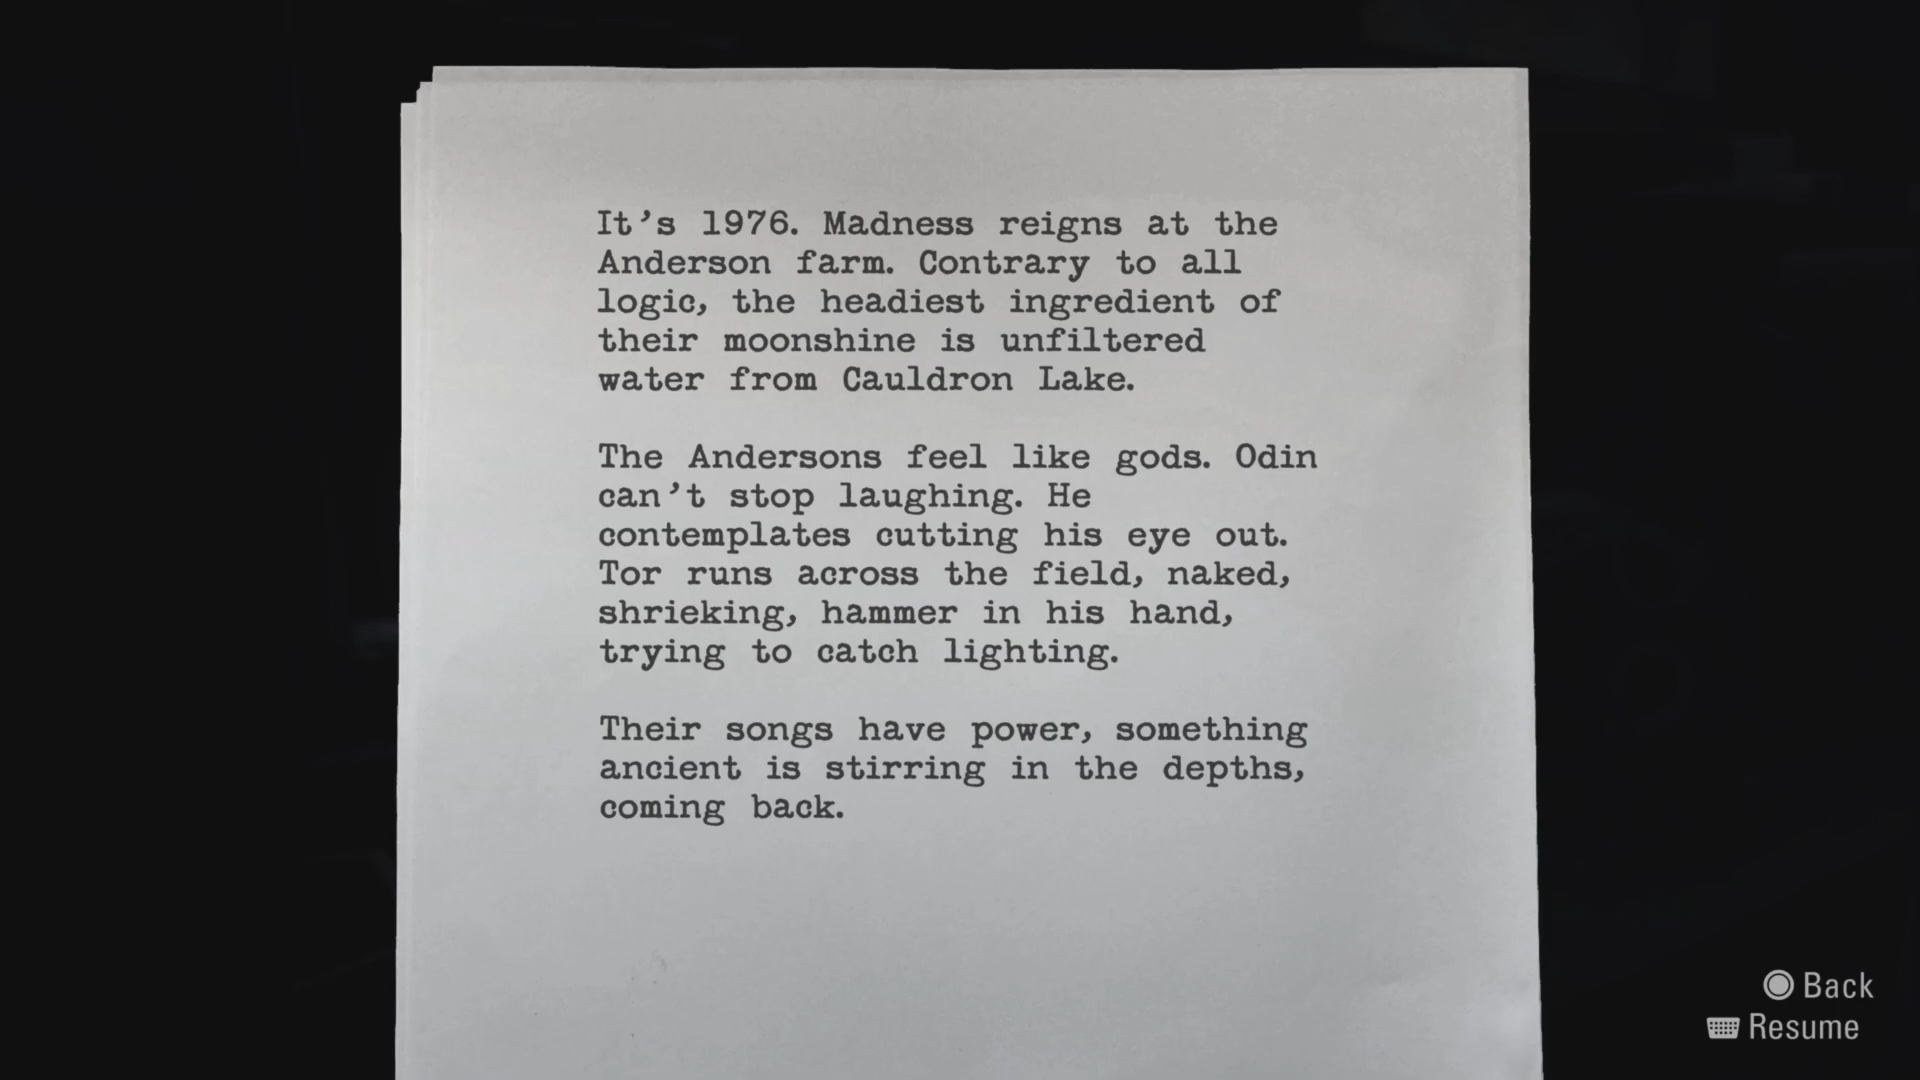 It's 1976. Madness reigns at the
Anderson farm. Contrary to all
logic, the headiest ingredient of
their moonshine is unfiltered
water from Cauldron Lake.
The Andersons feel like gods. Odin
can't stop laughing. He
contemplates cutting his eye out.
Tor runs across the field, naked,
shrieking, hammer in his hand,
trying to catch lighting.
Their songs have power, something
ancient is stirring in the depths,
coming back.
Back
Resume